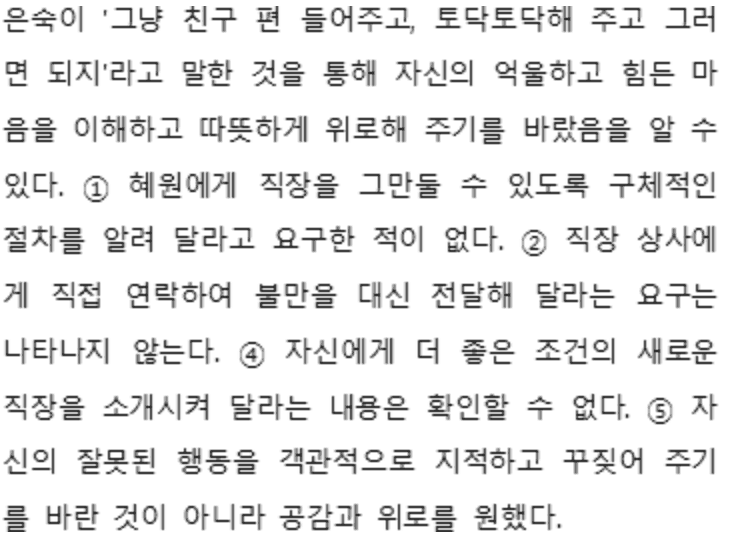 은숙이 '그냥 친구 편 들어주고, 토닥토닥해 주고 그러
면 되지'라고 말한 것을 통해 자신의 억울하고 힘든 마
음을 이해하고 따뜻하게 위로해 주기를 바랐음을 알 수
있다. ① 혜원에게 직장을 그만둘 수 있도록 구체적인
절차를 알려 달라고 요구한 적이 없다. ② 직장 상사에
게 직접 연락하여 불만을 대신 전달해 달라는 요구는
나타나지 않는다. ④ 자신에게 더 좋은 조건의 새로운
직장을 소개시켜 달라는 내용은 확인할 수 없다. ⑤ 자
신의 잘못된 행동을 객관적으로 지적하고 꾸짖어 주기
를 바란 것이 아니라 공감과 위로를 원했다.